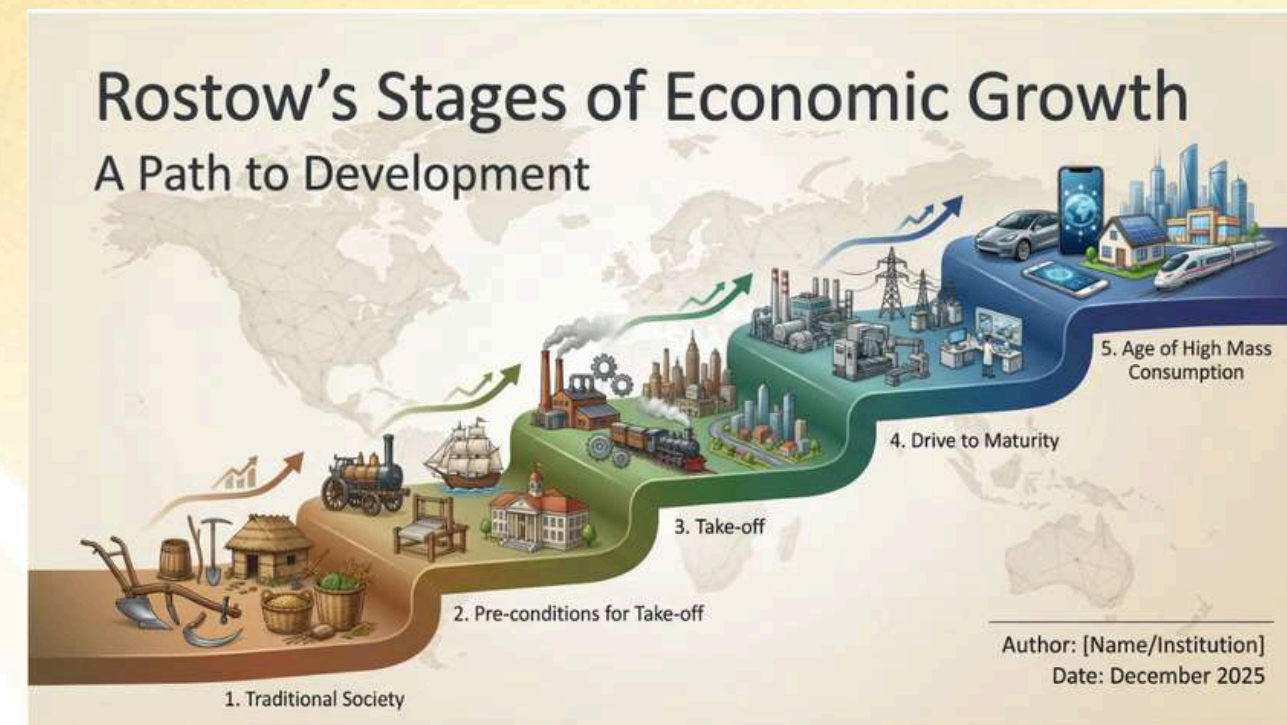 Rostow’s Stages of Economic Growth
A Path to Development
5. Age of High Mass
Consumption
4. Drive to Maturity
3. Take-off
2. Pre-conditions for Take-off
1. Traditional Society
Author: [Name/Institution]
Date: December 2025